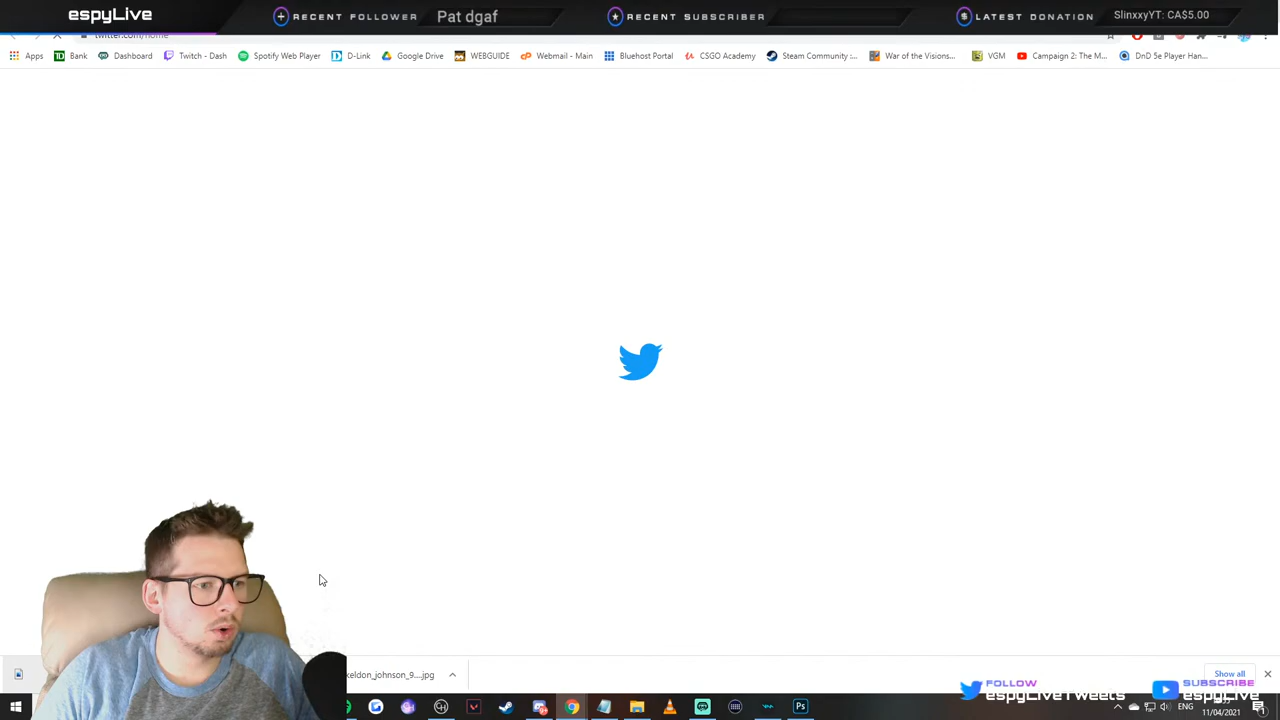 espyLive
RECENT FOLLOWER Pat dgaf
RECENT SUBSCRIBER
LATEST DONATION SlinxxyYT: CA$5.00
twitter.com/home
Apps
Bank
Dashboard
Twitch - Dash
Spotify Web Player
D-Link
Google Drive
WEBGUIDE
Webmail - Main
Bluehost Portal
CSGO Academy
Steam Community :...
War of the Visions...
VGM
Campaign 2: The M...
DnD 5e Player Han...
keldon_johnson_9....jpg
Show all
FOLLOW
espyLiveTweets
SUBSCRIBE
espyLive
ENG
11/04/2021